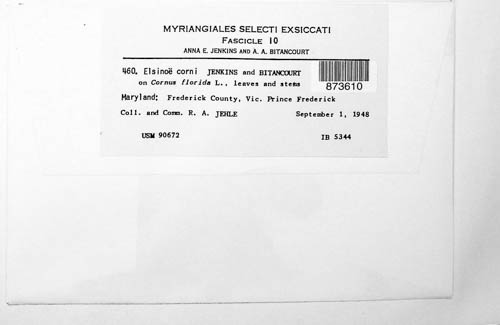 MYRIANGIALES SELECTI EXSICCATI
FASCICLE 10
ANNA E. JENKINS AND A. A. BITANCOURT
460. Elsinoë corni JENKINS and BITANCOURT
on Cornus florida L., leaves and stems
873610
Maryland: Frederick County, Vic. Prince Frederick
Coll. and Comm. R. A. JEHLE September 1, 1948
USM 90672 IB 5344